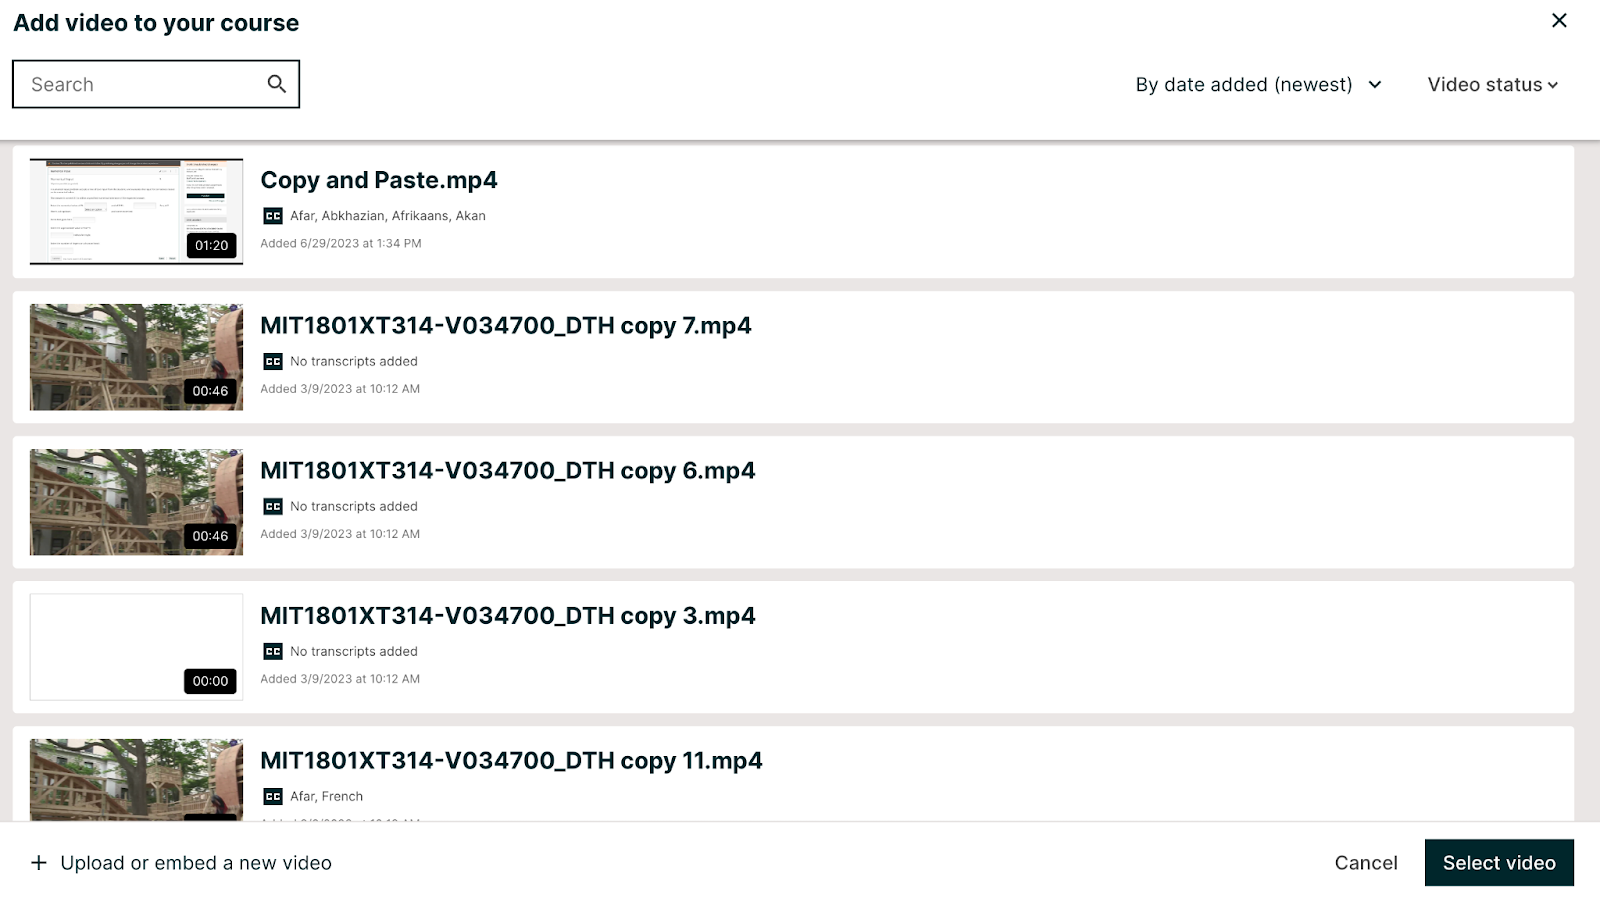 Add video to your course
Search
By date added (newest)
Video status
Copy and Paste.mp4
CC Afar, Abkhazian, Afrikaans, Akan
Added 6/29/2023 at 1:34 PM
01:20
MIT1801XT314-V034700_DTH copy 7.mp4
CC No transcripts added
Added 3/9/2023 at 10:12 AM
00:46
MIT1801XT314-V034700_DTH copy 6.mp4
CC No transcripts added
Added 3/9/2023 at 10:12 AM
00:46
MIT1801XT314-V034700_DTH copy 3.mp4
CC No transcripts added
Added 3/9/2023 at 10:12 AM
00:00
MIT1801XT314-V034700_DTH copy 11.mp4
CC Afar, French
+ Upload or embed a new video
Cancel
Select video